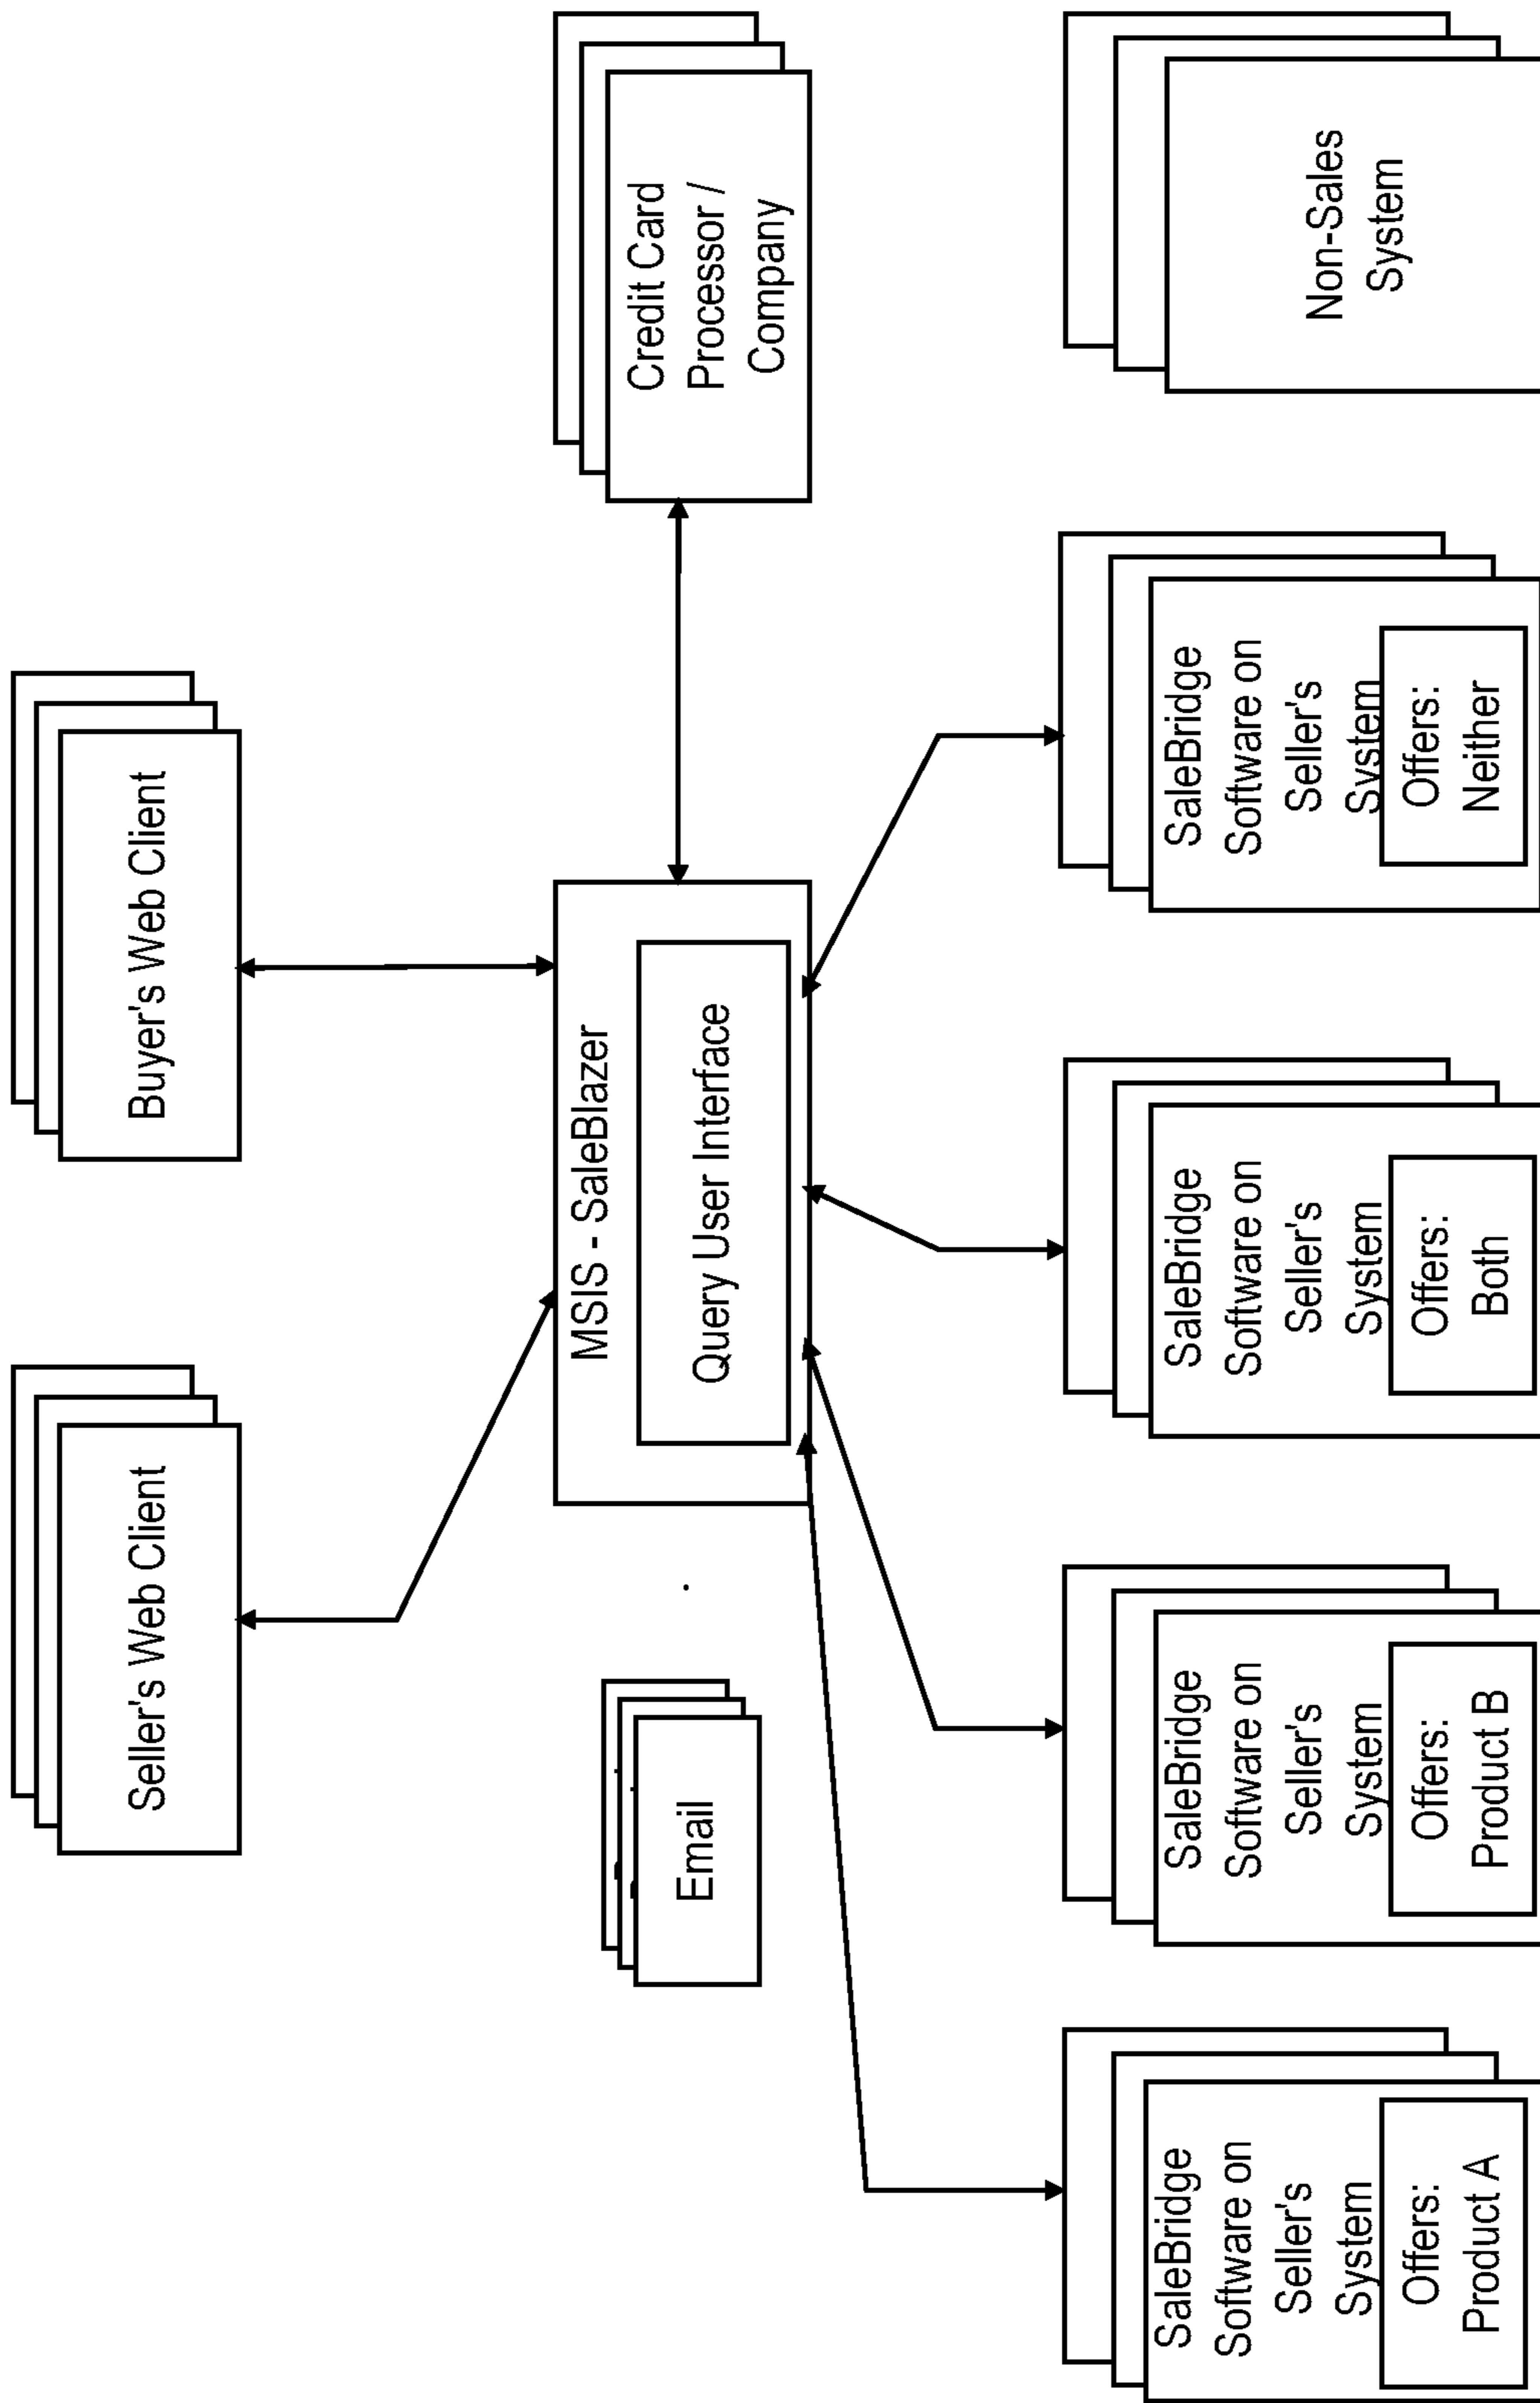 Seller's Web Client
Buyer's Web Client
Email
MSIS - SaleBlazer
Query User Interface
Credit Card
Processor /
Company
SaleBridge
Software on
Seller's
System
Offers:
Product A
SaleBridge
Software on
Seller's
System
Offers:
Product B
SaleBridge
Software on
Seller's
System
Offers:
Both
SaleBridge
Software on
Seller's
System
Offers:
Neither
Non-Sales
System